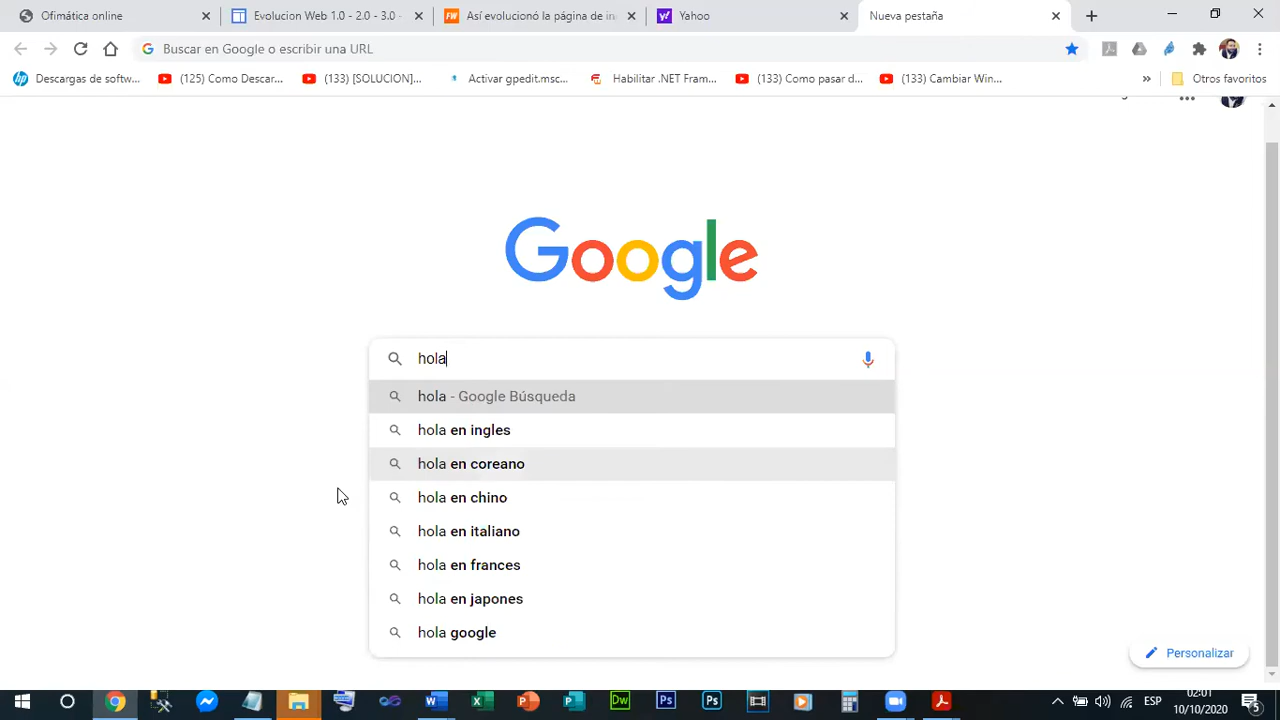 Ofimática online
Evolucion Web 1.0 - 2.0 - 3.0
FW Así evolucionó la página de in
Yahoo
Nueva pestaña
Buscar en Google o escribir una URL
Descargas de softw...
(125) Como Descar...
(133) [SOLUCION]...
Activar gpedit.msc...
Habilitar .NET Fram...
(133) Como pasar d...
(133) Cambiar Win...
Otros favoritos
Google
hola
hola - Google Búsqueda
hola en ingles
hola en coreano
hola en chino
hola en italiano
hola en frances
hola en japones
hola google
Personalizar
ESP
02:01
10/10/2020
5